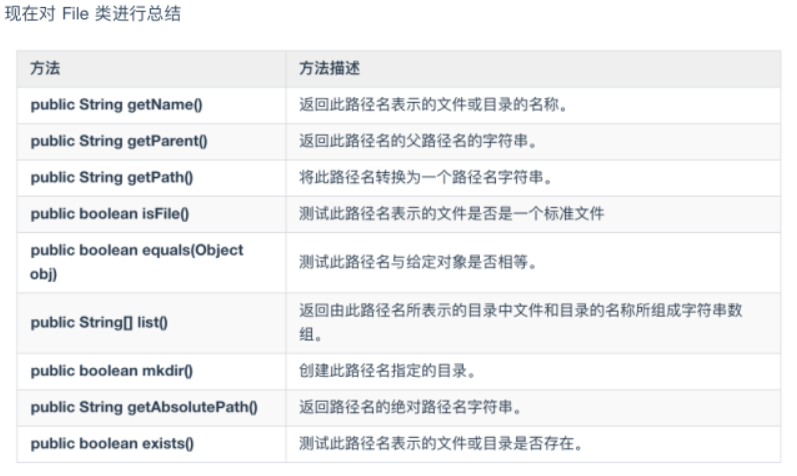 现在对 File 类进行总结
方法 方法描述
public String getName() 返回此路径名表示的文件或目录的名称。
public String getParent() 返回此路径名的父路径名的字符串。
public String getPath() 将此路径名转换为一个路径名字符串。
public boolean isFile() 测试此路径名表示的文件是否是一个标准文件
public boolean equals(Object
obj)
测试此路径名与给定对象是否相等。
public String[] list()
返回由此路径名所表示的目录中文件和目录的名称所组成字符串数
组。
public boolean mkdir() 创建此路径名指定的目录。
public String getAbsolutePath() 返回路径名的绝对路径名字符串。
public boolean exists() 测试此路径名表示的文件或目录是否存在。